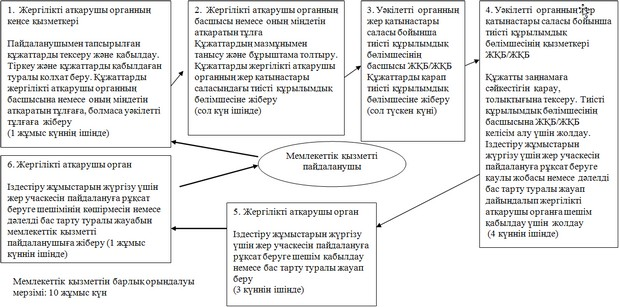 1. Жергілікті атқарушы органның
кеңсе қызметкері
Пайдаланушымен тапсырылған
құжаттарды тексеру және қабылдау.
Тіркеу және құжаттарды қабылдаған
туралы қолхат беру. Құжаттарды
жергілікті атқарушы органның
басшысына немесе оның міндетін
атқаратын тұлғаға, болмаса уәкілетті
тұлғаға жіберу
(1 жұмыс күннің ішінде)
2. Жергілікті атқарушы органның
басшысы немесе оның міндетін
атқаратын тұлға
Құжаттардың мазмұнымен
танысу және бұрыштама толтыру.
Құжаттарды жергілікті атқарушы
органның жер қатынастары
саласындағы тиісті құрылымдық
бөлімшесіне жіберу
(сол күн ішінде)
3. Уәкілетті органның
жер қатынастары
саласы бойынша
тиісті құрылымдық
бөлімшесінің
басшысы ЖҚБ/ЖҚБ
Құжаттарды қарап
тиісті құрылымдық
бөлімшесіне жіберу
(сол түскен күні)
4. Уәкілетті органның жер
қатынастары саласы бойынша
тиісті құрылымдық
бөлімшесінің қызметкері
ЖҚБ/ЖҚБ
Құжатты заңнамаға
сәйкестігін қарау,
толықтығына тексеру. Тиісті
құрылымдық бөлімшесінің
басшысына ЖҚБ/ЖҚБ
келісім алу үшін жолдау.
Іздестіру жұмыстарын
жүргізу үшін жер учаскесін
пайдалануға рұқсат беруге
қаулы жобасы немесе дәлелді
бас тарту туралы жауап
дайындалып жергілікті
атқарушы органға шешім
қабылдау үшін жолдау
(4 күннің ішінде)
Мемлекеттік қызметті
пайдаланушы
6. Жергілікті атқарушы орган
Іздестіру жұмыстарын жүргізу үшін
жер учаскесін пайдалануға рұқсат
беруге шешімінің көшірмесін немесе
дәлелді бас тарту туралы жауабын
мемлекеттік қызметті
пайдаланушыға жіберу (1 жұмыс
күннің ішінде)
5. Жергілікті атқарушы орган
Іздестіру жұмыстарын жүргізу
үшін жер учаскесін пайдалануға
рұқсат беруге шешім қабылдау
немесе бас тарту туралы жауап
беру
(3 күннің ішінде)
Мемлекеттік қызметтің барлық орындалуы
мерзімі: 10 жұмыс күн